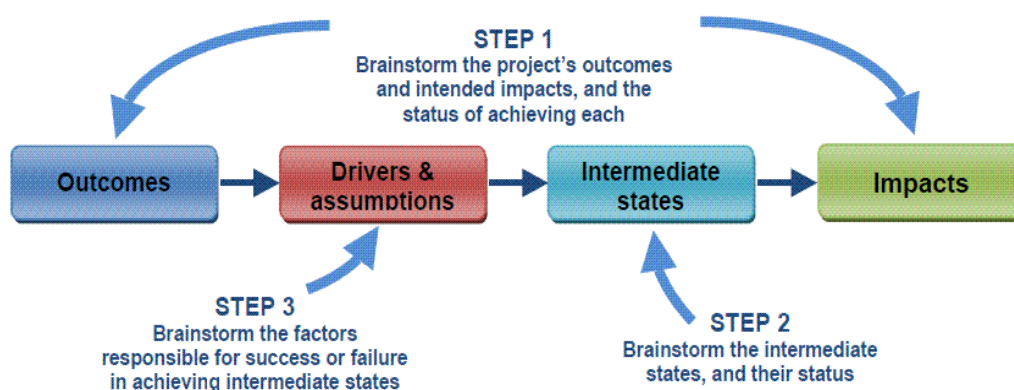 STEP 1
Brainstorm the project's outcomes
and intended impacts, and the
status of achieving each
Outcomes
Drivers &
assumptions
Intermediate
states
Impacts
STEP 3
Brainstorm the factors
responsible for success or failure
in achieving intermediate states
STEP 2
Brainstorm the intermediate
states, and their status